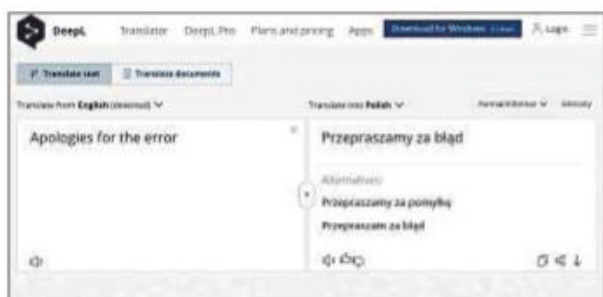 DeepL Translator DeepL Pro Plans and pricing Apps Download for Windows Login
Translate text Translate documents
Translate from English (detected) Translate into Polish Glossary
Apologies for the error
Przepraszamy za błąd
Alternatives:
Przepraszamy za pomyłkę
Przepraszam za błąd